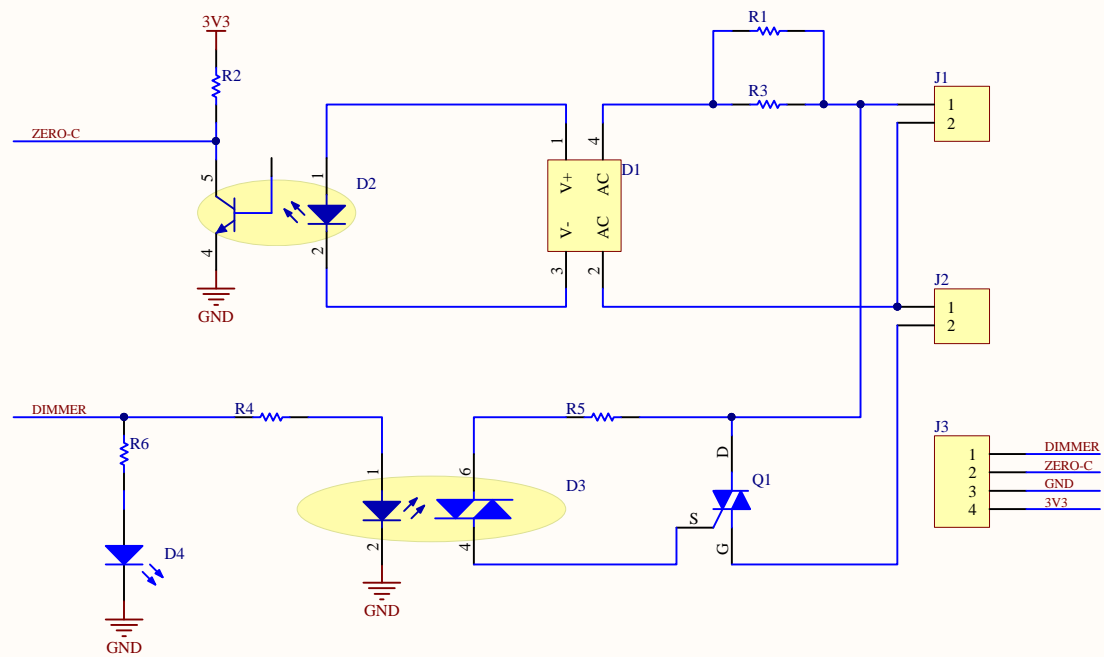 R1
3V3
R2
R3
J1
1
2
ZERO-C
5
1
D2
1
4
D1
V+
AC
V-
AC
4
2
3
2
GND
J2
1
2
DIMMER
R4
R5
R6
J3
D
1
DIMMER
2
ZERO-C
3
GND
4
3V3
1
6
D3
Q1
S
G
2
4
D4
GND
GND